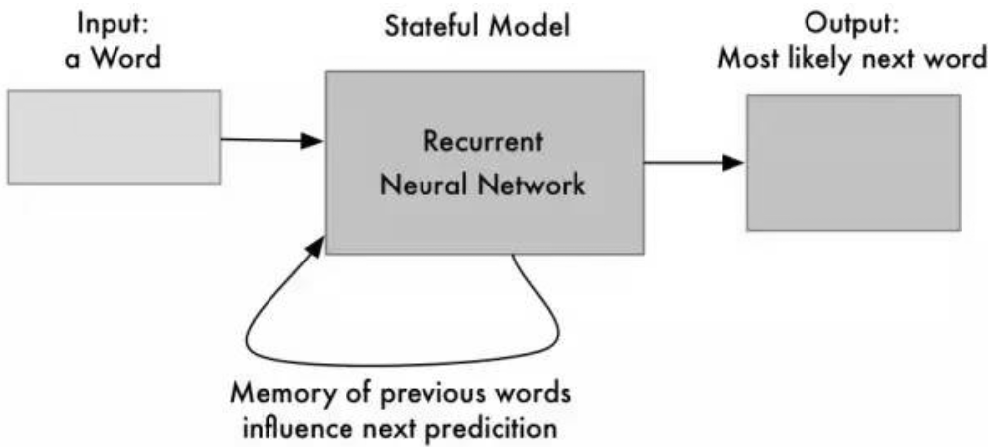 Input:
a Word
Stateful Model
Output:
Most likely next word
Recurrent
Neural Network
Memory of previous words
influence next predicition